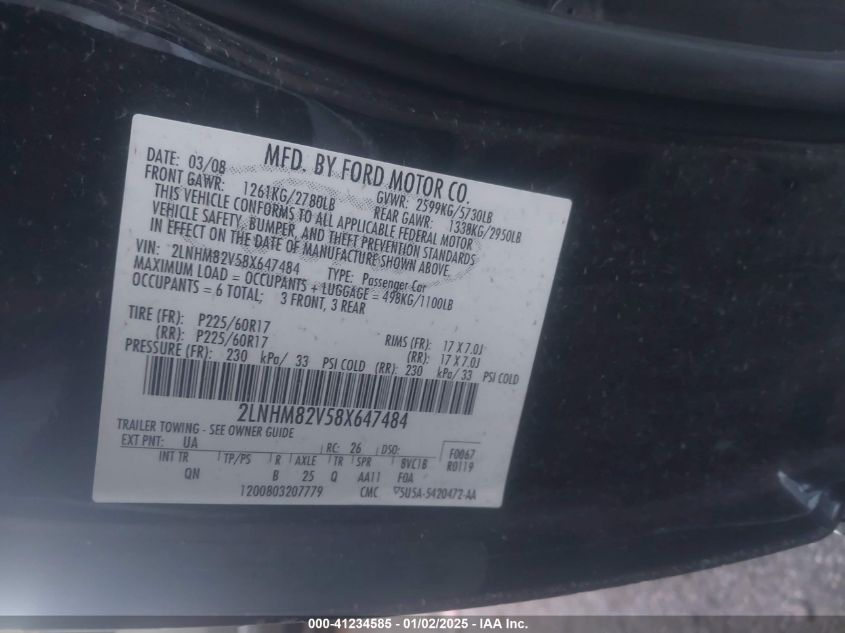 DATE: 03/08 MFD. BY FORD MOTOR CO.
FRONT GAWR: GVWR: 2599KG/5730LB
1261KG/2780LB REAR GAWR: 1338KG/2950LB
THIS VEHICLE CONFORMS TO ALL APPLICABLE FEDERAL MOTOR
VEHICLE SAFETY, BUMPER, AND THEFT PREVENTION STANDARDS
IN EFFECT ON THE DATE OF MANUFACTURE SHOWN ABOVE.
VIN: 2LNHM82V58X647484 TYPE: Passenger Car
MAXIMUM LOAD = OCCUPANTS + LUGGAGE = 498KG/1100LB
OCCUPANTS = 6 TOTAL; 3 FRONT, 3 REAR
TIRE (FR): P225/60R17 RIMS (FR): 17 X 7.0J
(RR): P225/60R17 (RR): 17 X 7.0J
PRESSURE (FR): 230 kPa/ 33 PSI COLD (RR): 230 kPa/ 33 PSI COLD
2LNHM82V58X647484
TRAILER TOWING - SEE OWNER GUIDE
EXT PNT: UA RC: 26 DSO: F0067
INT TR TP/PS R AXLE TR SPR BVC1B R0119
QN B 25 Q AA11 FOA
1200803207779 CMC 5U5A-5420472-AA
000-41234585 - 01/02/2025 - IAA Inc.